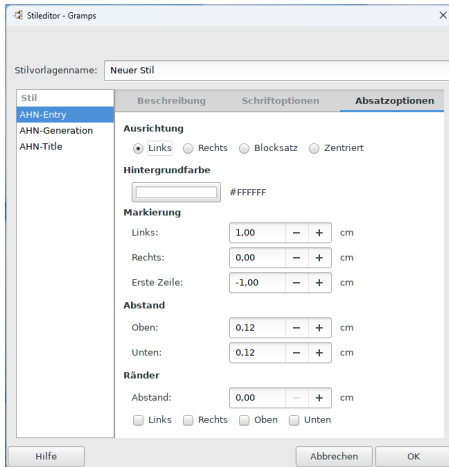 Stileditor - Gramps
Stilvorlagenname: Neuer Stil
Stil
AHN-Entry
AHN-Generation
AHN-Title
Beschreibung Schriftoptionen Absatzoptionen
Ausrichtung
Links Rechts Blocksatz Zentriert
Hintergrundfarbe
#FFFFFF
Markierung
Links: 1,00 − + cm
Rechts: 0,00 − + cm
Erste Zeile: -1,00 − + cm
Abstand
Oben: 0,12 − + cm
Unten: 0,12 − + cm
Ränder
Abstand: 0,00 − + cm
Links Rechts Oben Unten
Hilfe Abbrechen OK